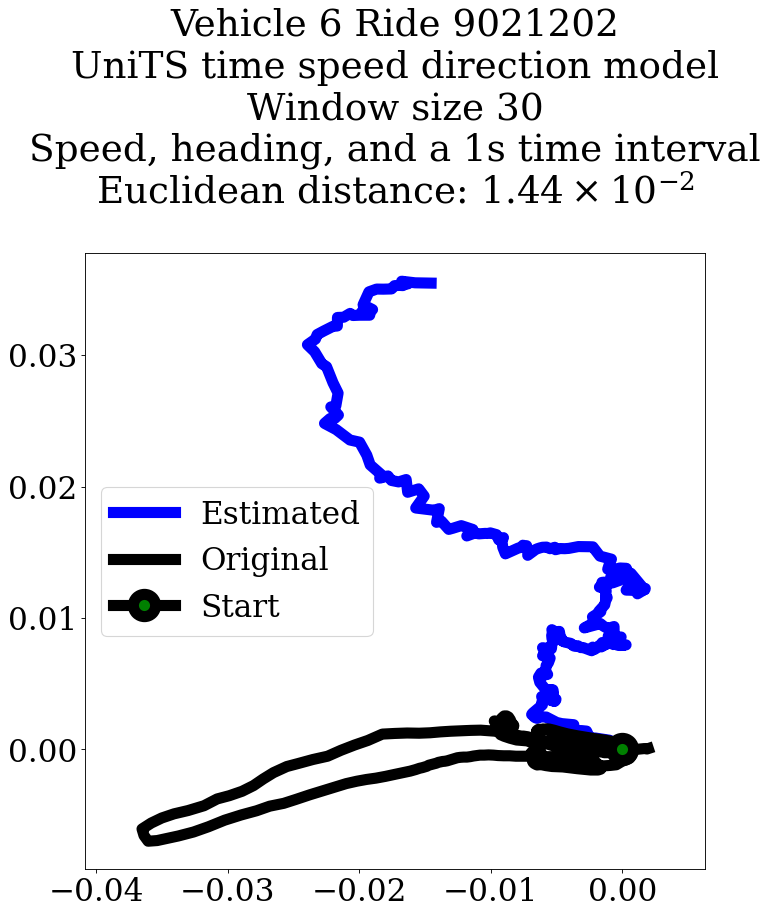 Vehicle 6 Ride 9021202
UniTS time speed direction model
Window size 30
Speed, heading, and a 1s time interval
Euclidean distance: 1.44 × 10⁻²
0.03
0.02
0.01
0.00
Estimated
Original
Start
−0.04 −0.03 −0.02 −0.01 0.00